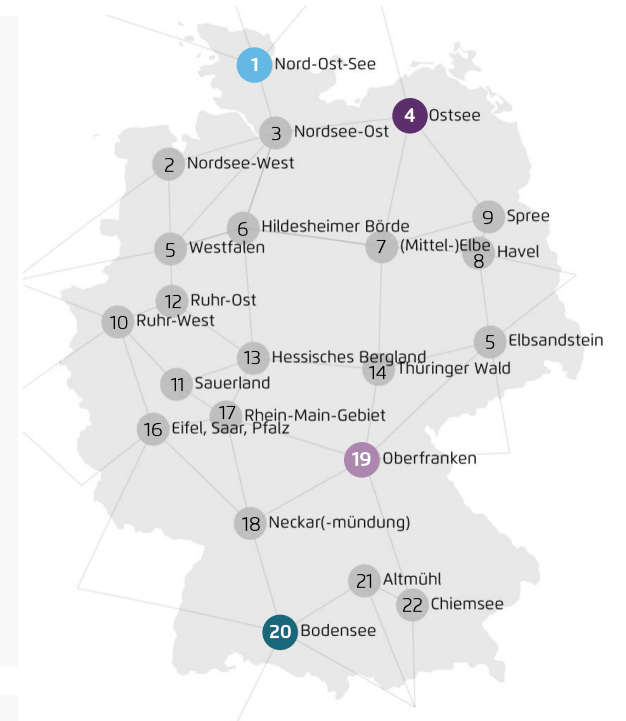 1 Nord-Ost-See
4 Ostsee
3 Nordsee-Ost
2 Nordsee-West
9 Spree
6 Hildesheimer Börde
7 (Mittel-)Elbe
5 Westfalen
8 Havel
12 Ruhr-Ost
10 Ruhr-West
5 Elbsandstein
13 Hessisches Bergland
14 Thüringer Wald
11 Sauerland
17 Rhein-Main-Gebiet
16 Eifel, Saar, Pfalz
19 Oberfranken
18 Neckar(-mündung)
21 Altmühl
22 Chiemsee
20 Bodensee